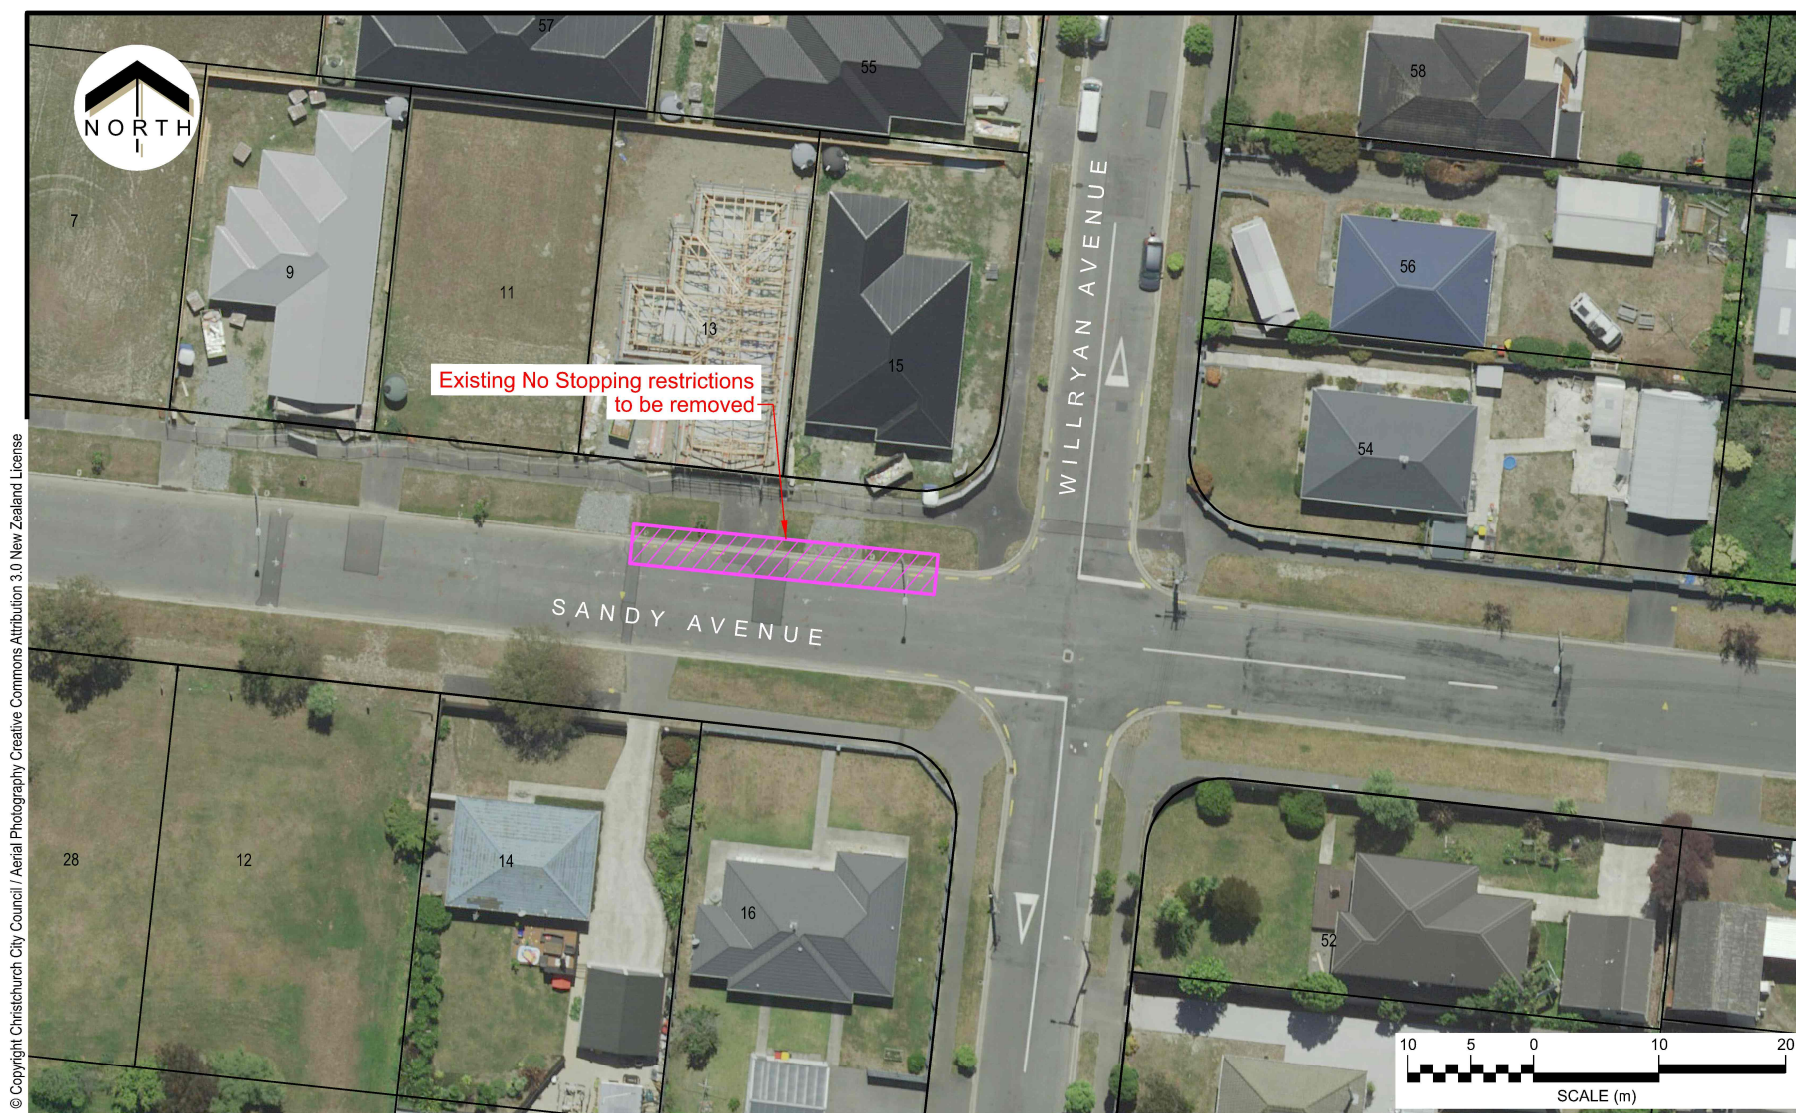 57
55
58
NORTH
7
9
11
13
15
56
54
WILLRYAN AVENUE
Existing No Stopping restrictions
to be removed
SANDY AVENUE
28
12
14
16
52
10 5 0 10 20
SCALE (m)
© Copyright Christchurch City Council / Aerial Photography Creative Commons Attribution 3.0 New Zealand License